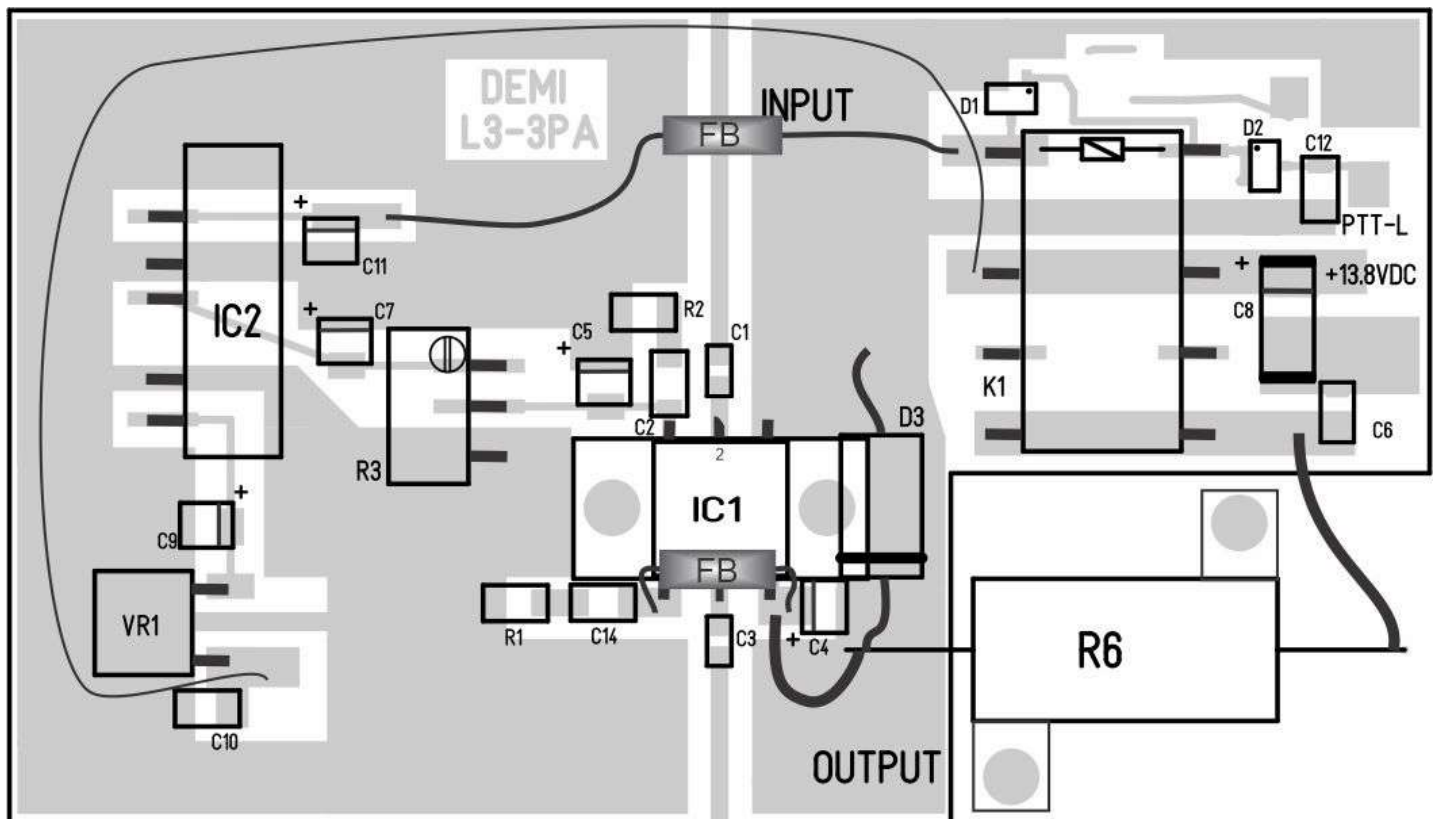 DEMI
L3-3PA
INPUT
FB
D1
D2
C12
PTT-L
+
C11
+
+13.8VDC
IC2
+
C7
R2
C8
C5
+
C1
K1
D3
C2
2
C6
R3
IC1
+
C9
FB
VR1
R1
C14
C3
+
C4
R6
C10
OUTPUT